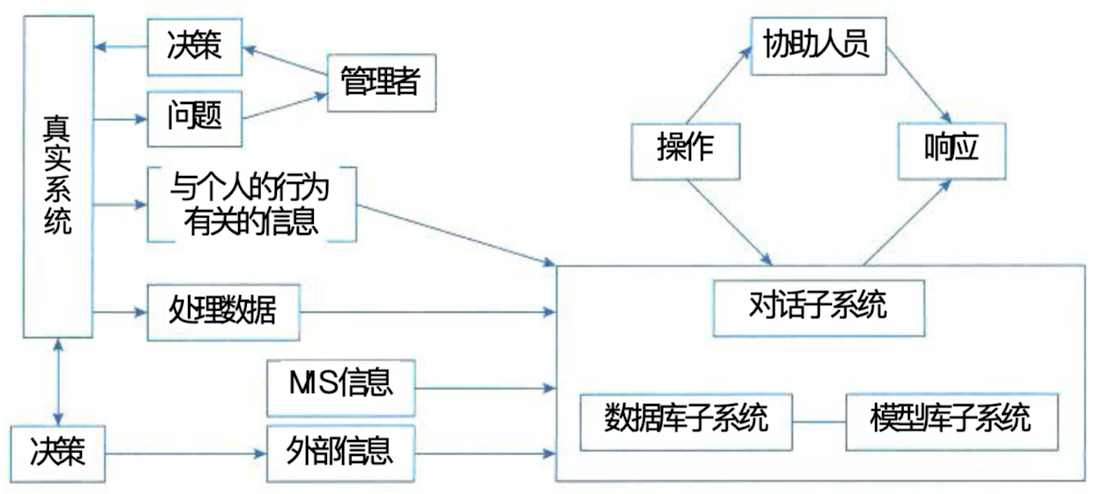 决策
协助人员
管理者
问题
真实系统
操作
响应
与个人的行为
有关的信息
处理数据
对话子系统
MIS信息
数据库子系统
模型库子系统
决策
外部信息